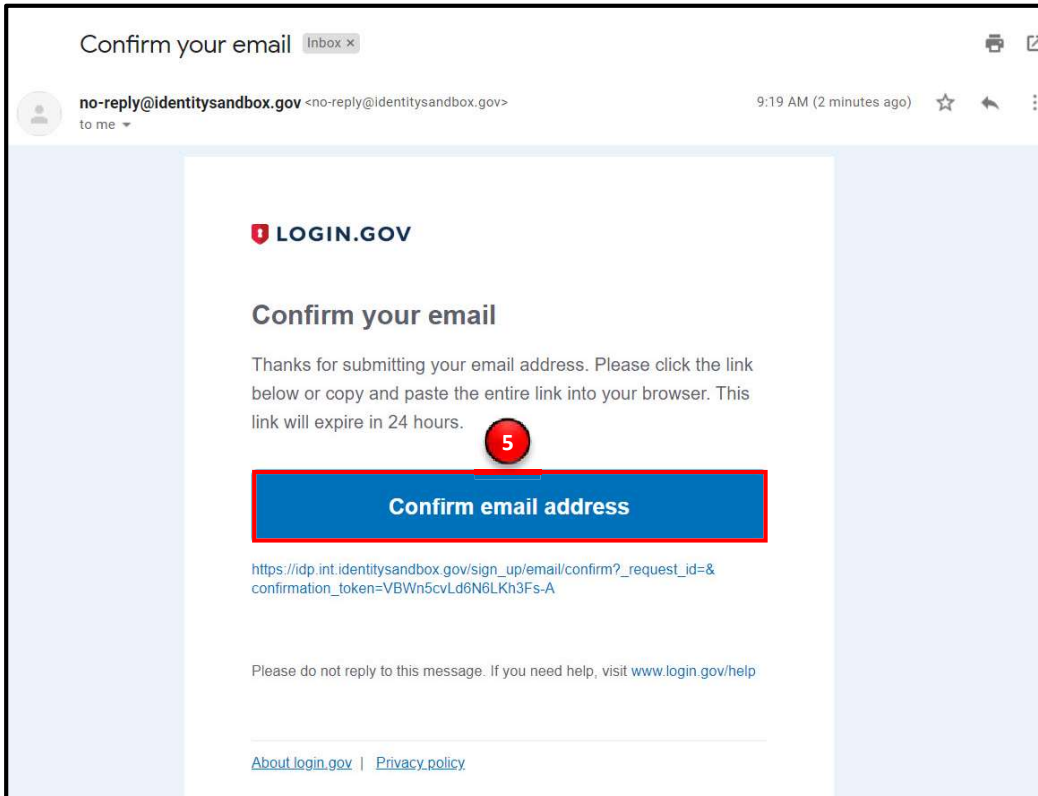 Confirm your email Inbox ×
no-reply@identitysandbox.gov <no-reply@identitysandbox.gov> 9:19 AM (2 minutes ago)
to me
LOGIN.GOV
Confirm your email
Thanks for submitting your email address. Please click the link
below or copy and paste the entire link into your browser. This
link will expire in 24 hours.
5
Confirm email address
https://idp.int.identitysandbox.gov/sign_up/email/confirm?_request_id=&
confirmation_token=VBWn5cvLd6N6LKh3Fs-A
Please do not reply to this message. If you need help, visit www.login.gov/help
About login.gov | Privacy policy